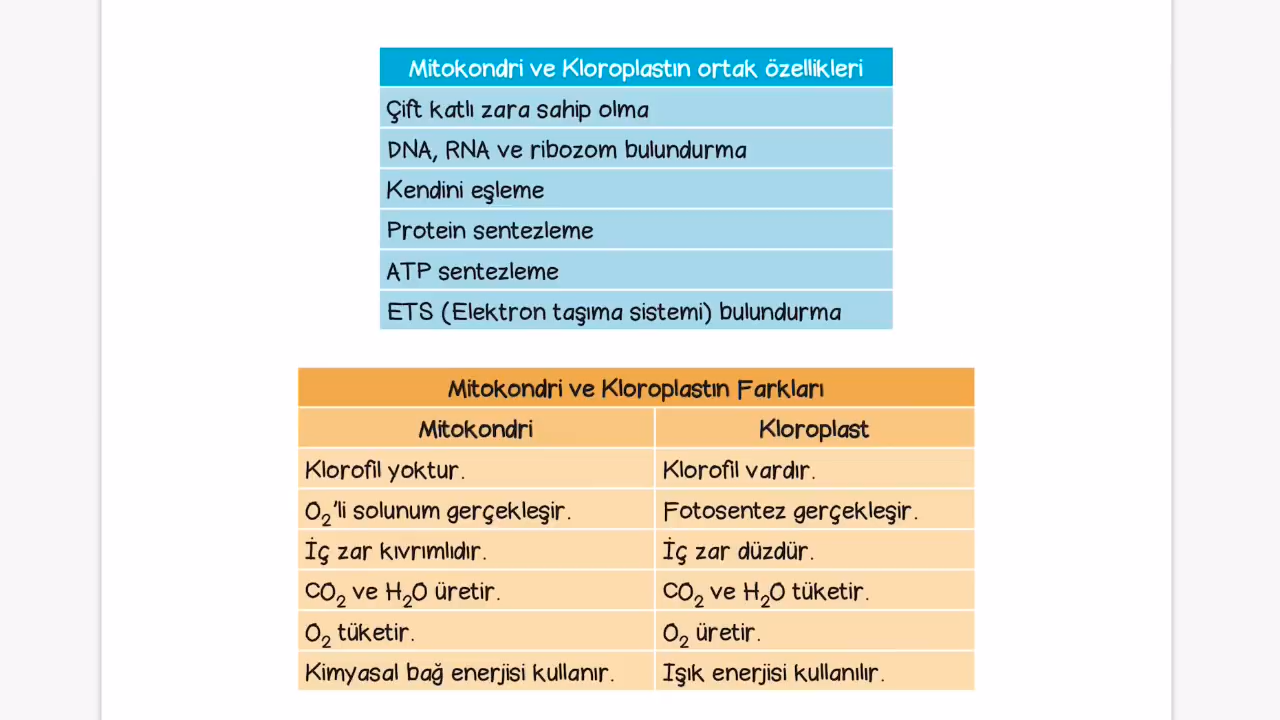 Mitokondri ve Kloroplastın ortak özellikleri
Çift katlı zara sahip olma
DNA, RNA ve ribozom bulundurma
Kendini eşleme
Protein sentezleme
ATP sentezleme
ETS (Elektron taşıma sistemi) bulundurma
Mitokondri ve Kloroplastın Farkları
Mitokondri Kloroplast
Klorofil yoktur. Klorofil vardır.
O₂'li solunum gerçekleşir. Fotosentez gerçekleşir.
İç zar kıvrımlıdır. İç zar düzdür.
CO₂ ve H₂O üretir. CO₂ ve H₂O tüketir.
O₂ tüketir. O₂ üretir.
Kimyasal bağ enerjisi kullanır. Işık enerjisi kullanılır.